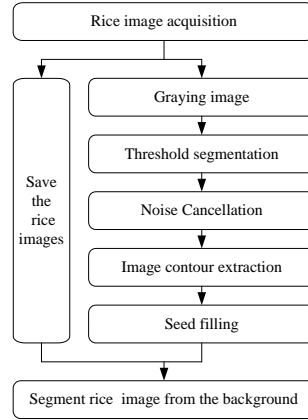 Rice image acquisition
Graying image
Threshold segmentation
Save
the
rice
images
Noise Cancellation
Image contour extraction
Seed filling
Segment rice image from the background